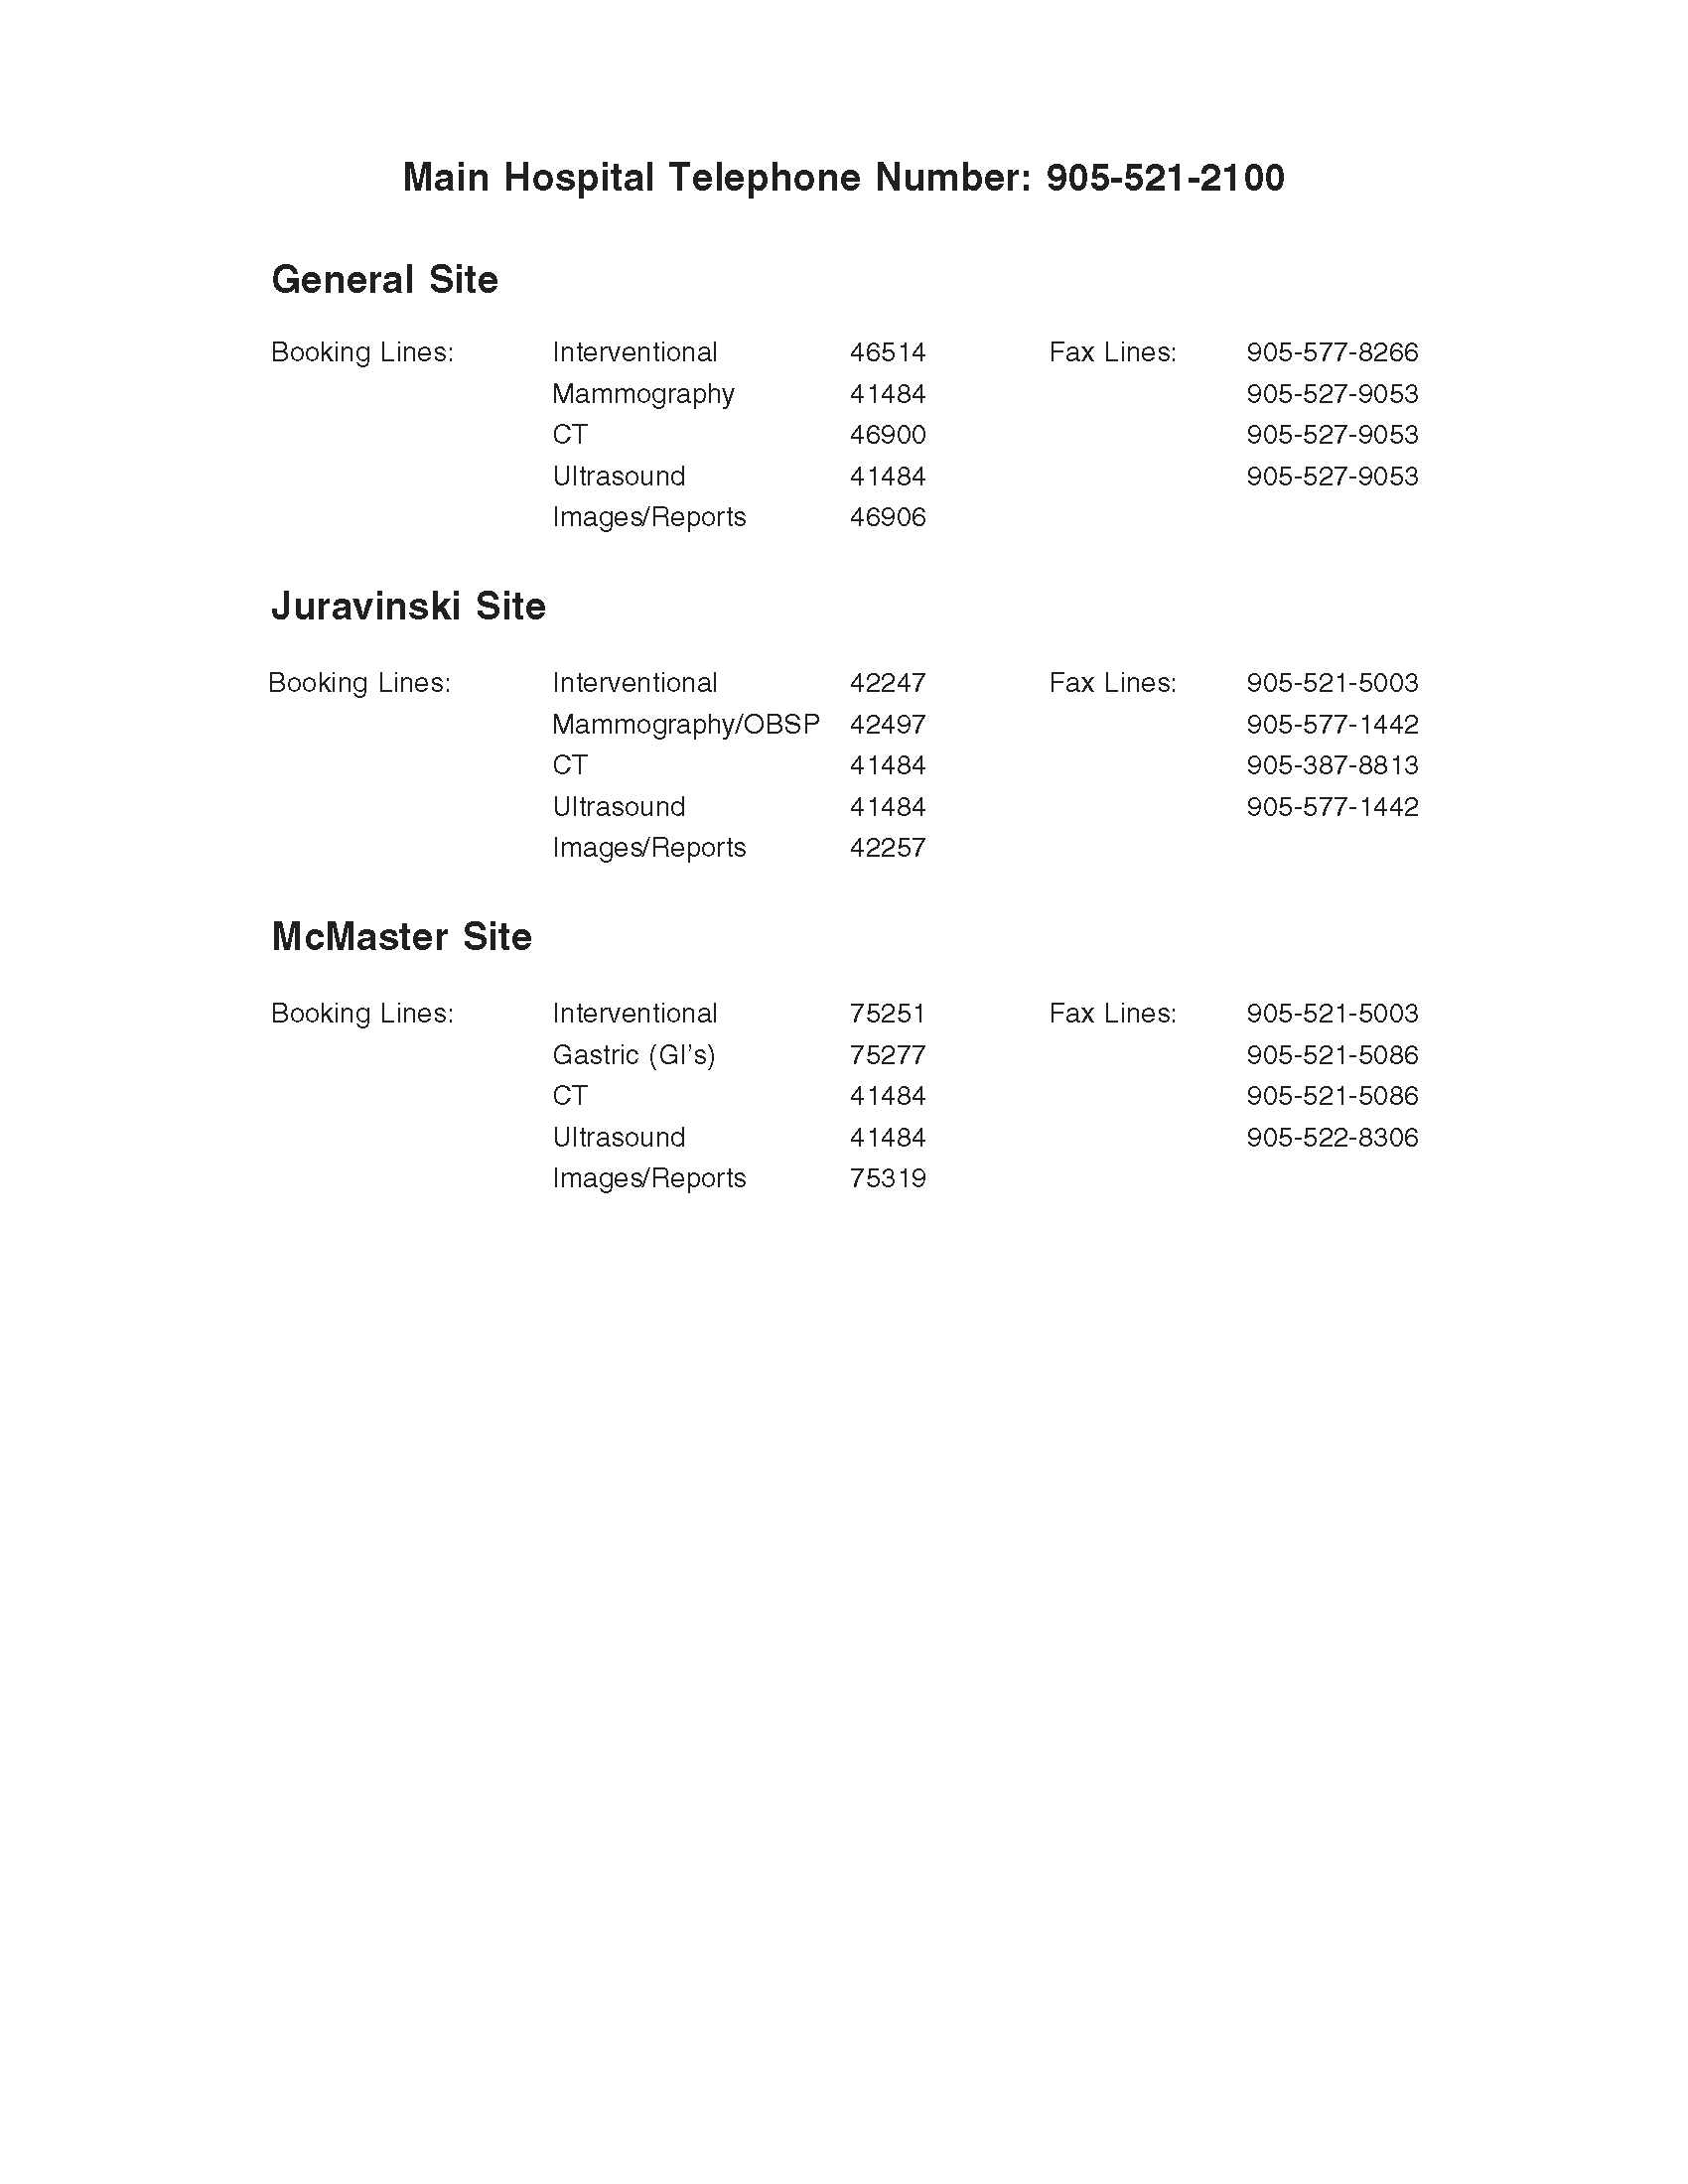 Main Hospital Telephone Number: 905-521-2100
General Site
Booking Lines: Interventional 46514 Fax Lines: 905-577-8266
Mammography 41484 905-527-9053
CT 46900 905-527-9053
Ultrasound 41484 905-527-9053
Images/Reports 46906
Juravinski Site
Booking Lines: Interventional 42247 Fax Lines: 905-521-5003
Mammography/OBSP 42497 905-577-1442
CT 41484 905-387-8813
Ultrasound 41484 905-577-1442
Images/Reports 42257
McMaster Site
Booking Lines: Interventional 75251 Fax Lines: 905-521-5003
Gastric (GI's) 75277 905-521-5086
CT 41484 905-521-5086
Ultrasound 41484 905-522-8306
Images/Reports 75319